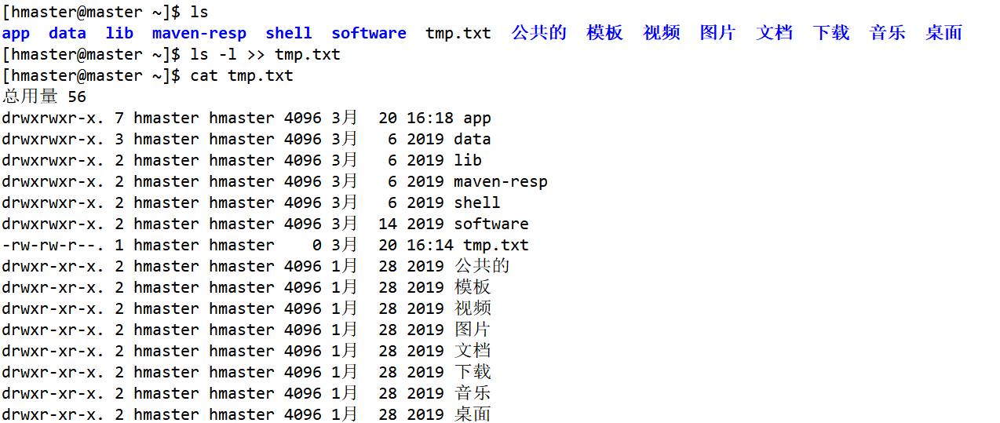 [hmaster@master ~]$ ls
app  data  lib  maven-resp  shell  software  tmp.txt  公共的  模板  视频  图片  文档  下载  音乐  桌面
[hmaster@master ~]$ ls -l >> tmp.txt
[hmaster@master ~]$ cat tmp.txt
总用量 56
drwxrwxr-x. 7 hmaster hmaster 4096 3月  20 16:18 app
drwxrwxr-x. 3 hmaster hmaster 4096 3月   6 2019 data
drwxrwxr-x. 2 hmaster hmaster 4096 3月   6 2019 lib
drwxrwxr-x. 2 hmaster hmaster 4096 3月   6 2019 maven-resp
drwxrwxr-x. 2 hmaster hmaster 4096 3月   6 2019 shell
drwxrwxr-x. 2 hmaster hmaster 4096 3月  14 2019 software
-rw-rw-r--. 1 hmaster hmaster    0 3月  20 16:14 tmp.txt
drwxr-xr-x. 2 hmaster hmaster 4096 1月  28 2019 公共的
drwxr-xr-x. 2 hmaster hmaster 4096 1月  28 2019 模板
drwxr-xr-x. 2 hmaster hmaster 4096 1月  28 2019 视频
drwxr-xr-x. 2 hmaster hmaster 4096 1月  28 2019 图片
drwxr-xr-x. 2 hmaster hmaster 4096 1月  28 2019 文档
drwxr-xr-x. 2 hmaster hmaster 4096 1月  28 2019 下载
drwxr-xr-x. 2 hmaster hmaster 4096 1月  28 2019 音乐
drwxr-xr-x. 2 hmaster hmaster 4096 1月  28 2019 桌面